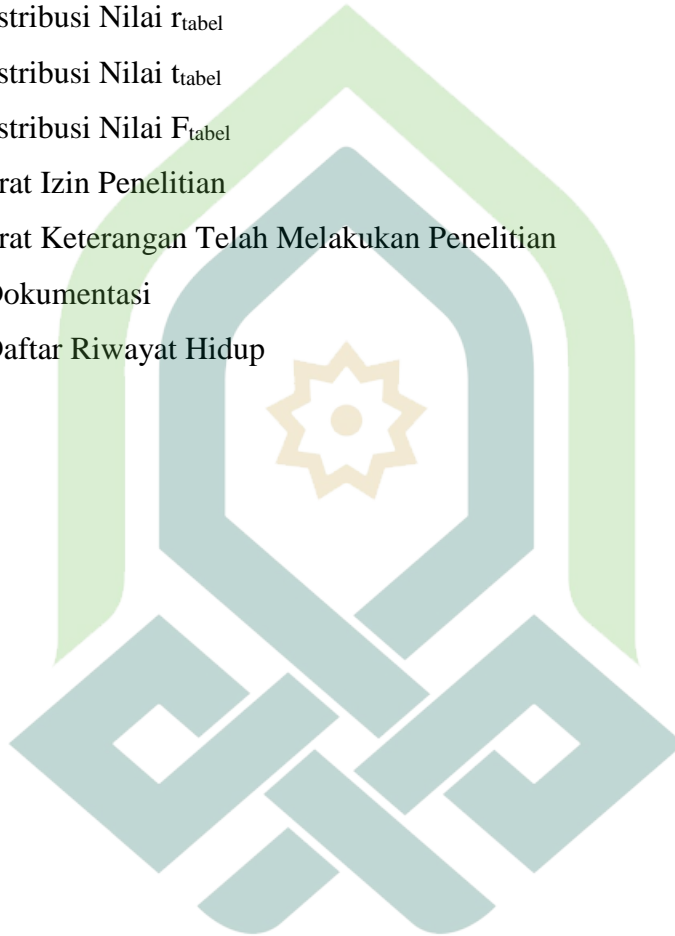 stribusi Nilai rtabel
stribusi Nilai ttabel
stribusi Nilai Ftabel
rat Izin Penelitian
rat Keterangan Telah Melakukan Penelitian
Dokumentasi
Daftar Riwayat Hidup